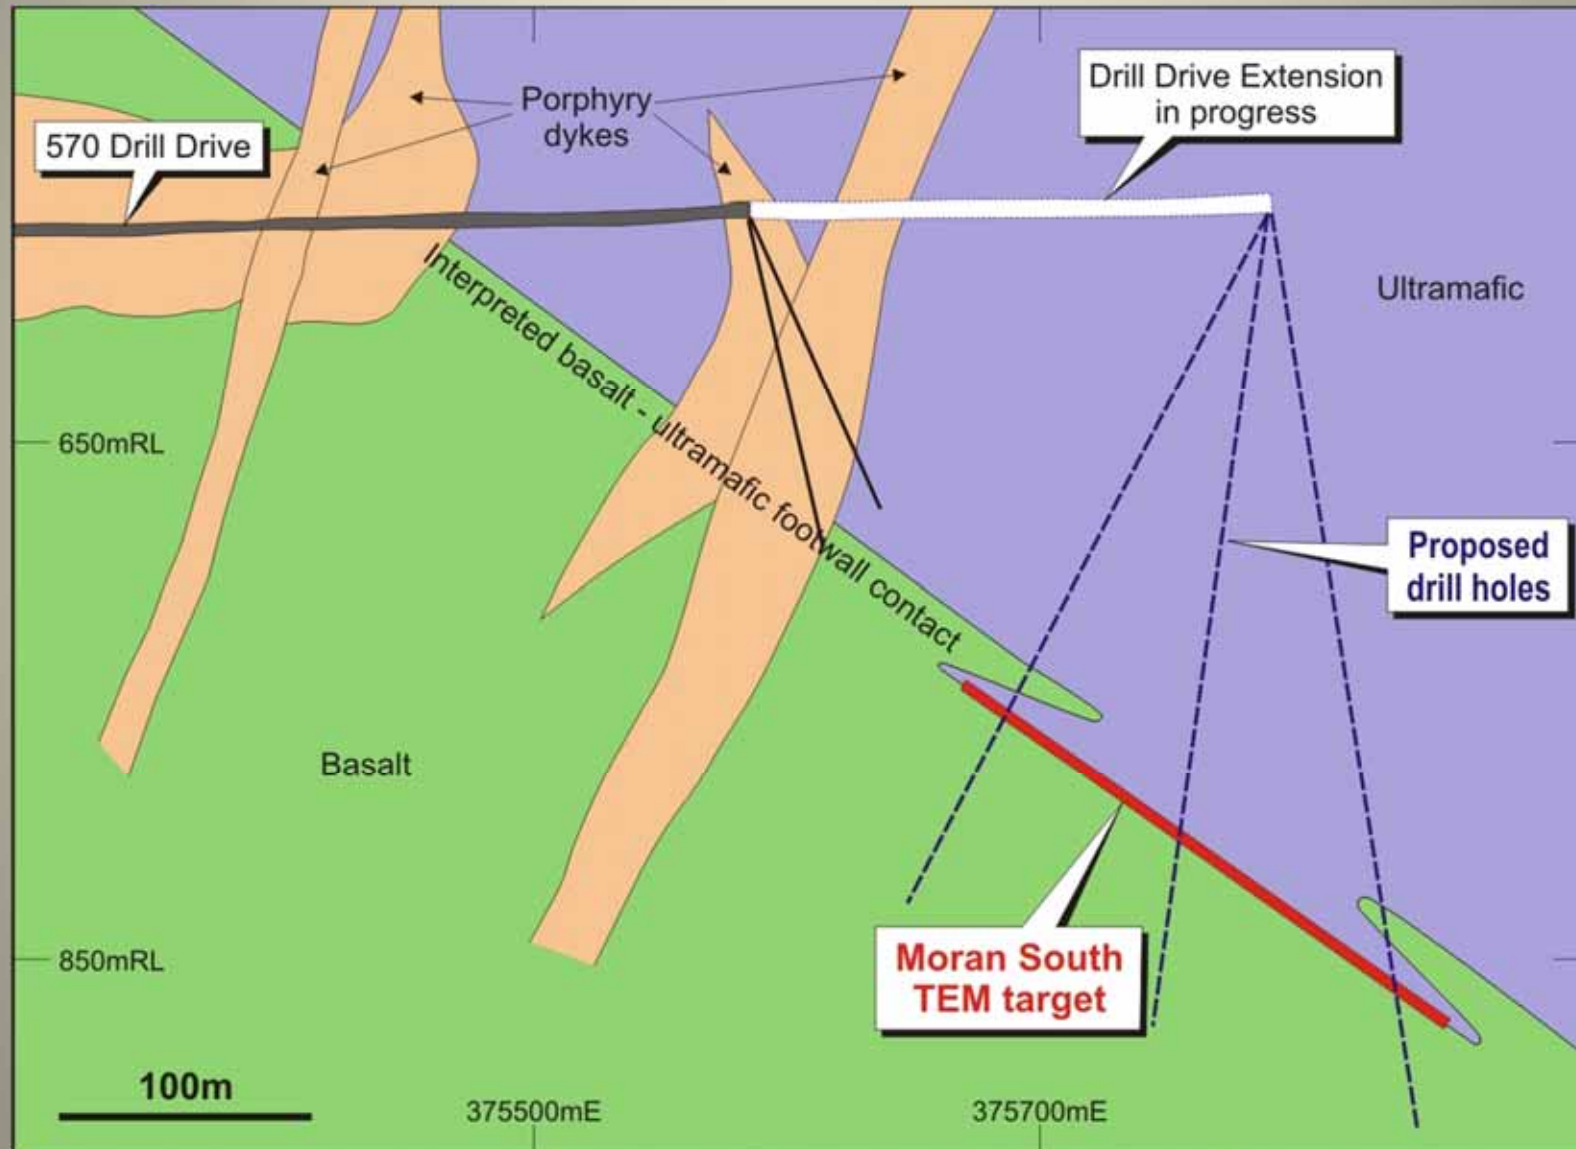 Porphyry
dykes
Drill Drive Extension
in progress
570 Drill Drive
Ultramafic
Interpreted basalt - ultramafic footwall contact
650mRL
Proposed
drill holes
Basalt
850mRL
Moran South
TEM target
100m
375500mE
375700mE